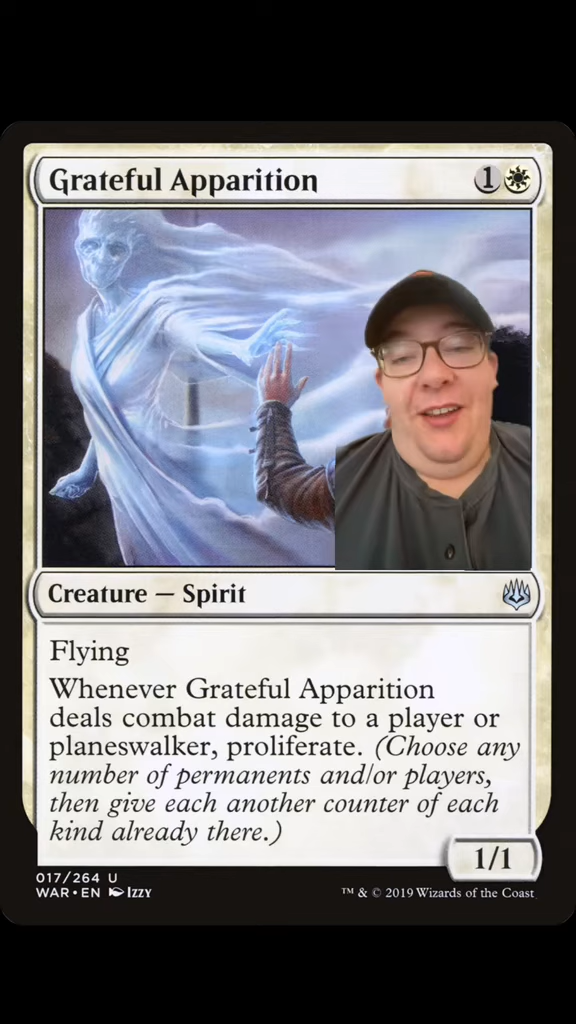 Grateful Apparition
1
Creature — Spirit
Flying
Whenever Grateful Apparition
deals combat damage to a player or
planeswalker, proliferate. (Choose any
number of permanents and/or players,
then give each another counter of each
kind already there.)
1/1
017/264 U
WAR • EN Izzy
™ & © 2019 Wizards of the Coast